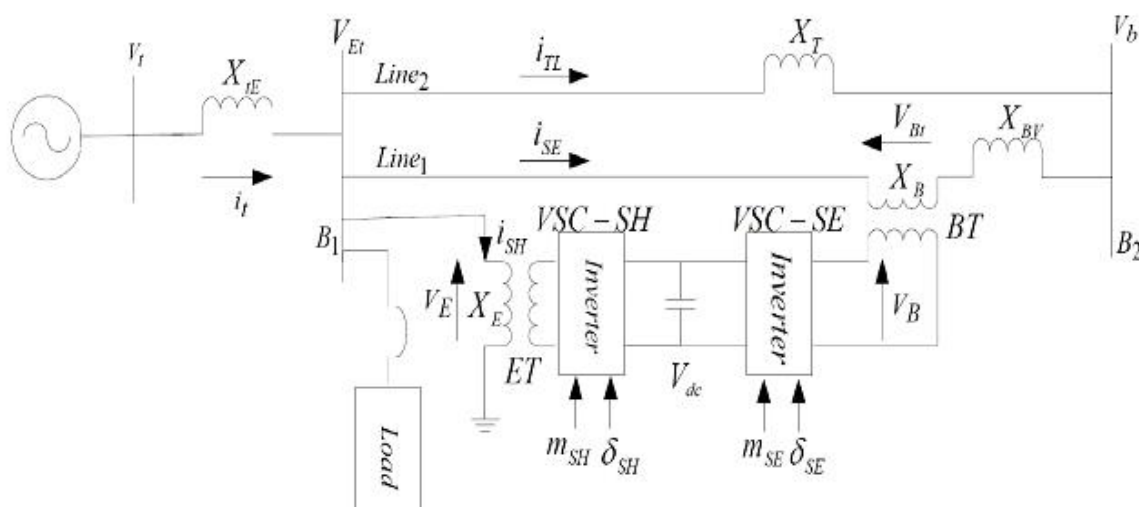 V_t
X_tE
i_t
V_Et
Line_2
i_TL
X_T
V_b
Line_1
i_SE
V_Bt
X_BV
X_B
BT
B_1
B_2
i_SH
V_E
X_E
ET
VSC-SH
Inverter
VSC-SE
Inverter
V_B
V_dc
Load
m_SH
δ_SH
m_SE
δ_SE